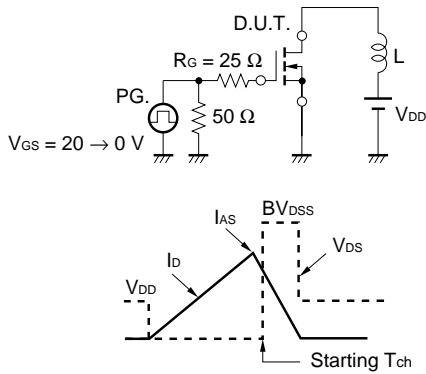 D.U.T.
RG = 25 Ω
L
PG.
50 Ω
VDD
VGS = 20 → 0 V
IAS
BVDSS
ID
VDS
VDD
Starting Tch